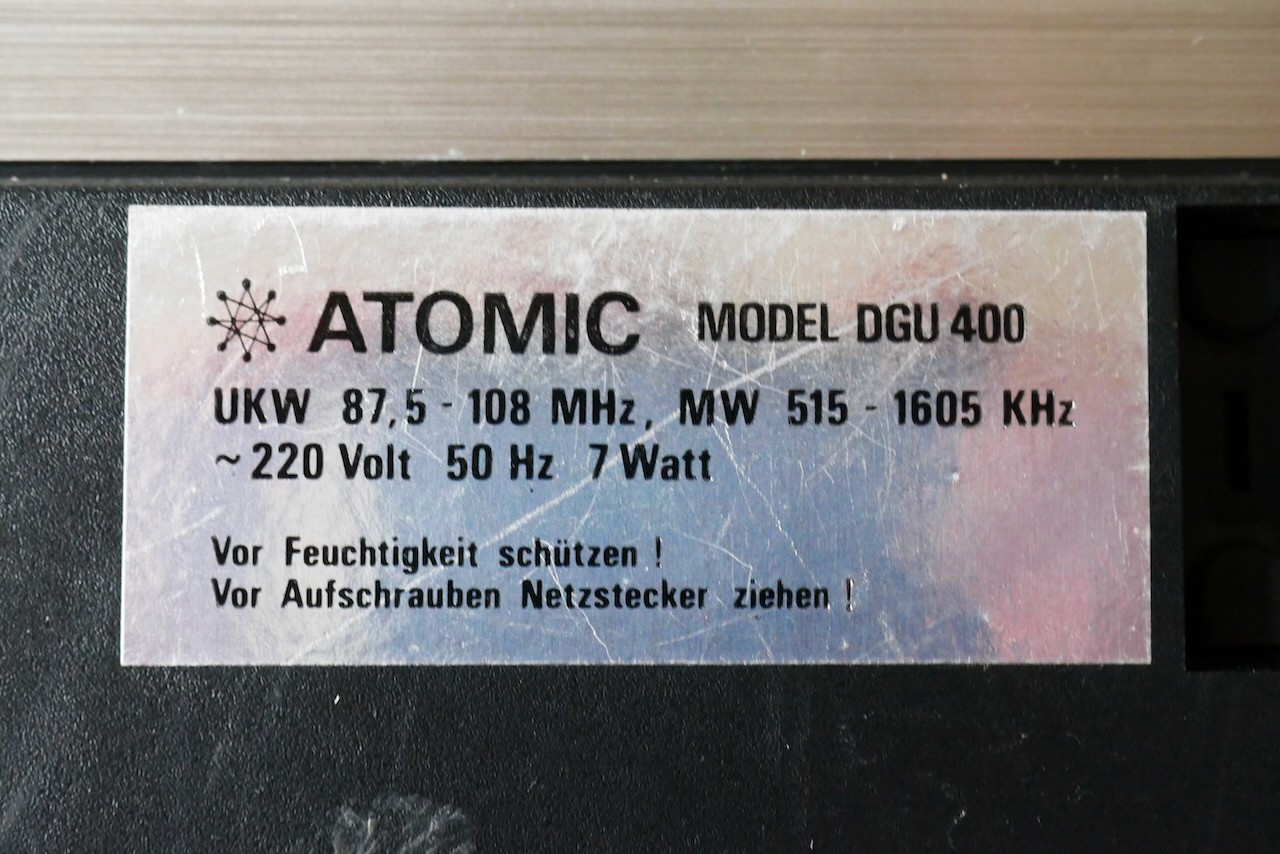 ATOMIC MODEL DGU 400
UKW 87,5 - 108 MHz, MW 515 - 1605 KHz
~ 220 Volt 50 Hz 7 Watt
Vor Feuchtigkeit schützen !
Vor Aufschrauben Netzstecker ziehen !